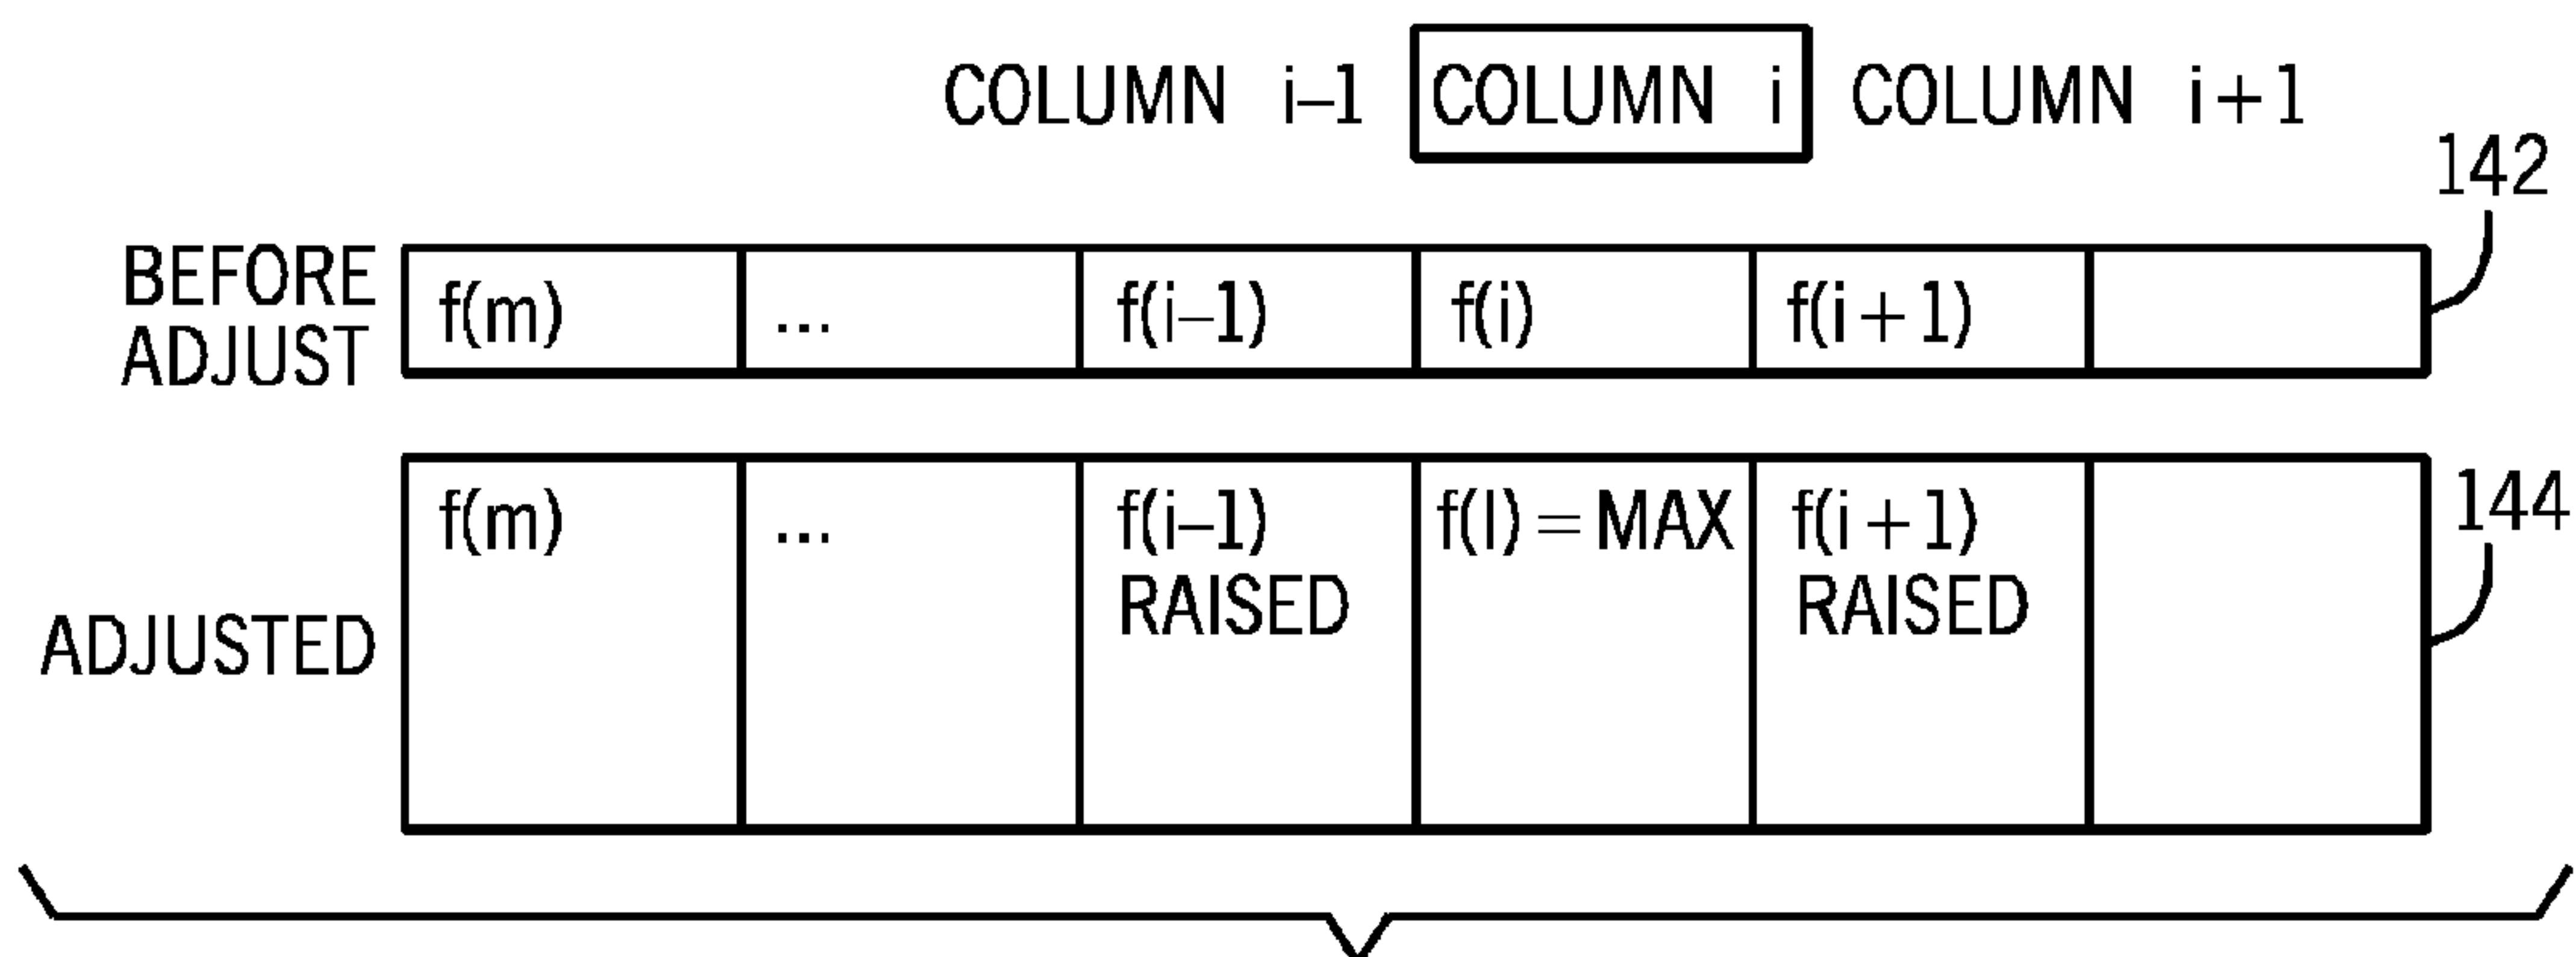 COLUMN i–1 COLUMN i COLUMN i+1
142
BEFORE ADJUST
f(m) ... f(i–1) f(i) f(i+1)
144
f(m) ... f(i–1) RAISED f(l) = MAX f(i+1) RAISED
ADJUSTED